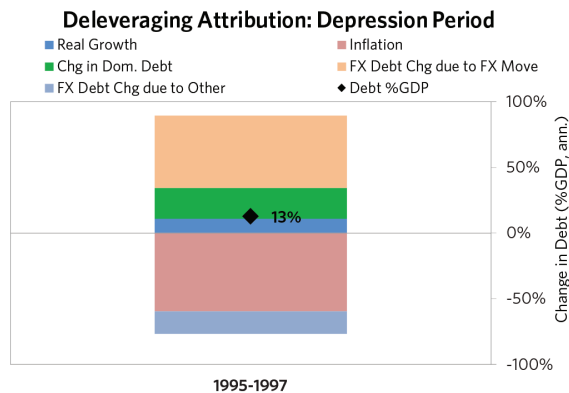 Deleveraging Attribution: Depression Period
Real Growth
Inflation
Chg in Dom. Debt
FX Debt Chg due to FX Move
FX Debt Chg due to Other
Debt %GDP
100%
50%
0%
-50%
-100%
Change in Debt (%GDP, ann.)
13%
1995-1997